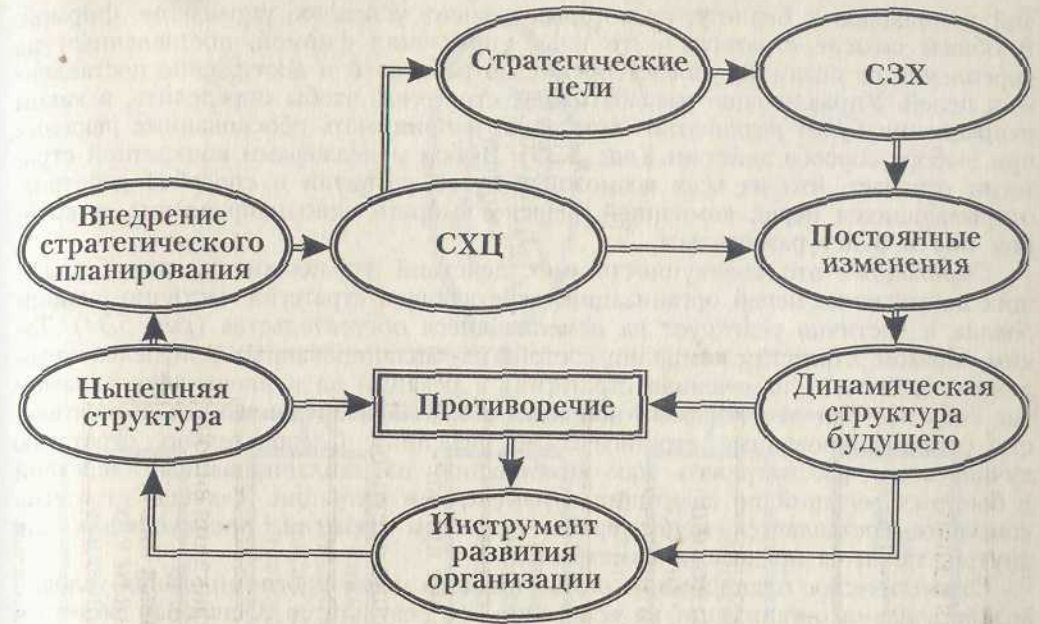 Стратегические
цели
СЗХ
Внедрение
стратегического
планирования
СХЦ
Постоянные
изменения
Нынешняя
структура
Противоречие
Динамическая
структура
будущего
Инструмент
развития
организации